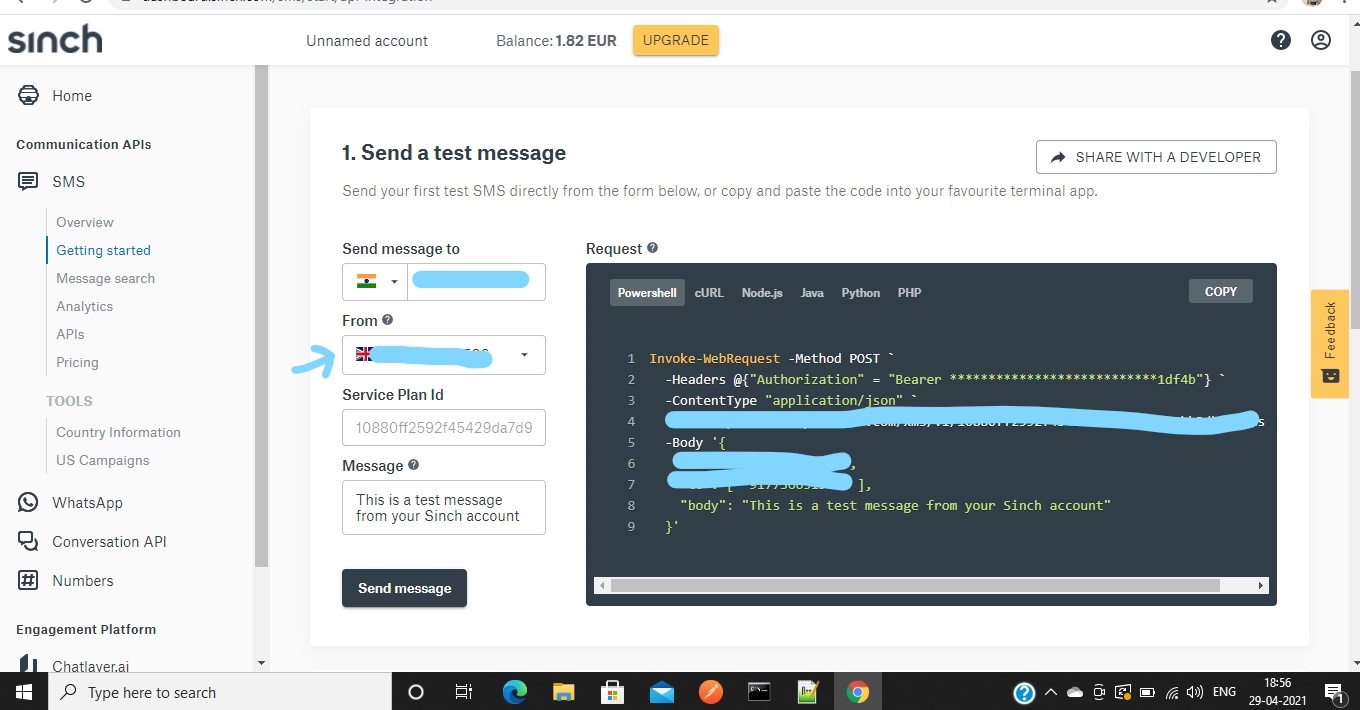 sinch
Unnamed account
Balance: 1.82 EUR
UPGRADE
Home
Communication APIs
SMS
Overview
Getting started
Message search
Analytics
APIs
Pricing
TOOLS
Country Information
US Campaigns
WhatsApp
Conversation API
Numbers
Engagement Platform
Chatlayer.ai
1. Send a test message
SHARE WITH A DEVELOPER
Send your first test SMS directly from the form below, or copy and paste the code into your favourite terminal app.
Send message to
From
Service Plan Id
10880ff2592f45429da7d9
Message
This is a test message
from your Sinch account
Send message
Request
Powershell cURL Node.js Java Python PHP
COPY
1 Invoke-WebRequest -Method POST `
2 -Headers @{"Authorization" = "Bearer ***************************1df4b"} `
3 -ContentType "application/json" `
4
5 -Body '{
6 ,
7 ],
8 "body": "This is a test message from your Sinch account"
9 }'
Feedback
Type here to search
ENG
18:56
29-04-2021
1